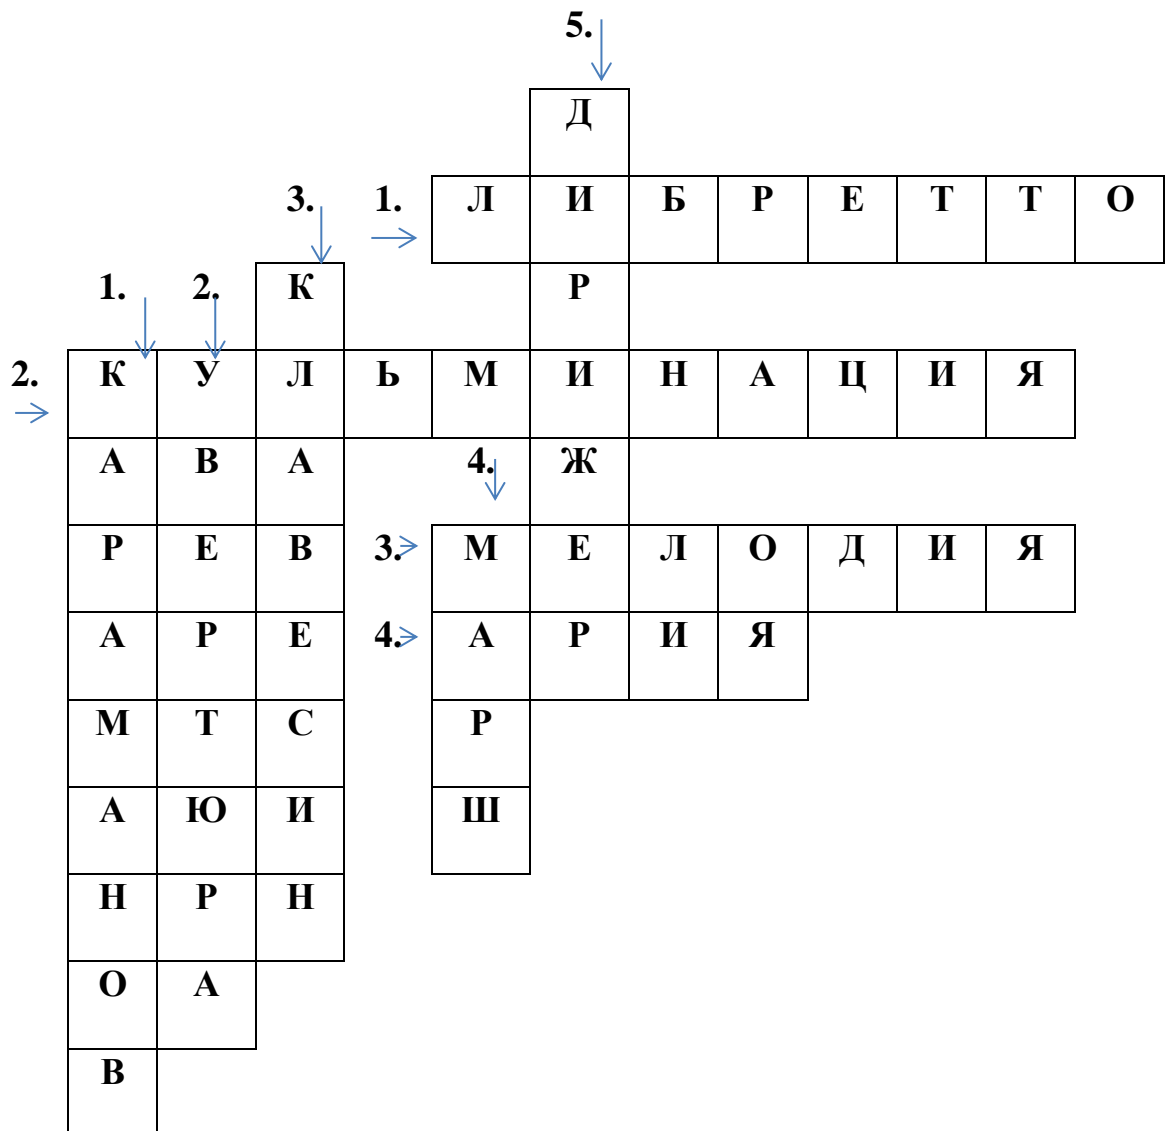 5.
Д
3. 1. Л И Б Р Е Т Т О
1. 2. К Р
2. К У Л Ь М И Н А Ц И Я
А В А 4. Ж
Р Е В 3. М Е Л О Д И Я
А Р Е 4. А Р И Я
М Т С Р
А Ю И Ш
Н Р Н
О А
В